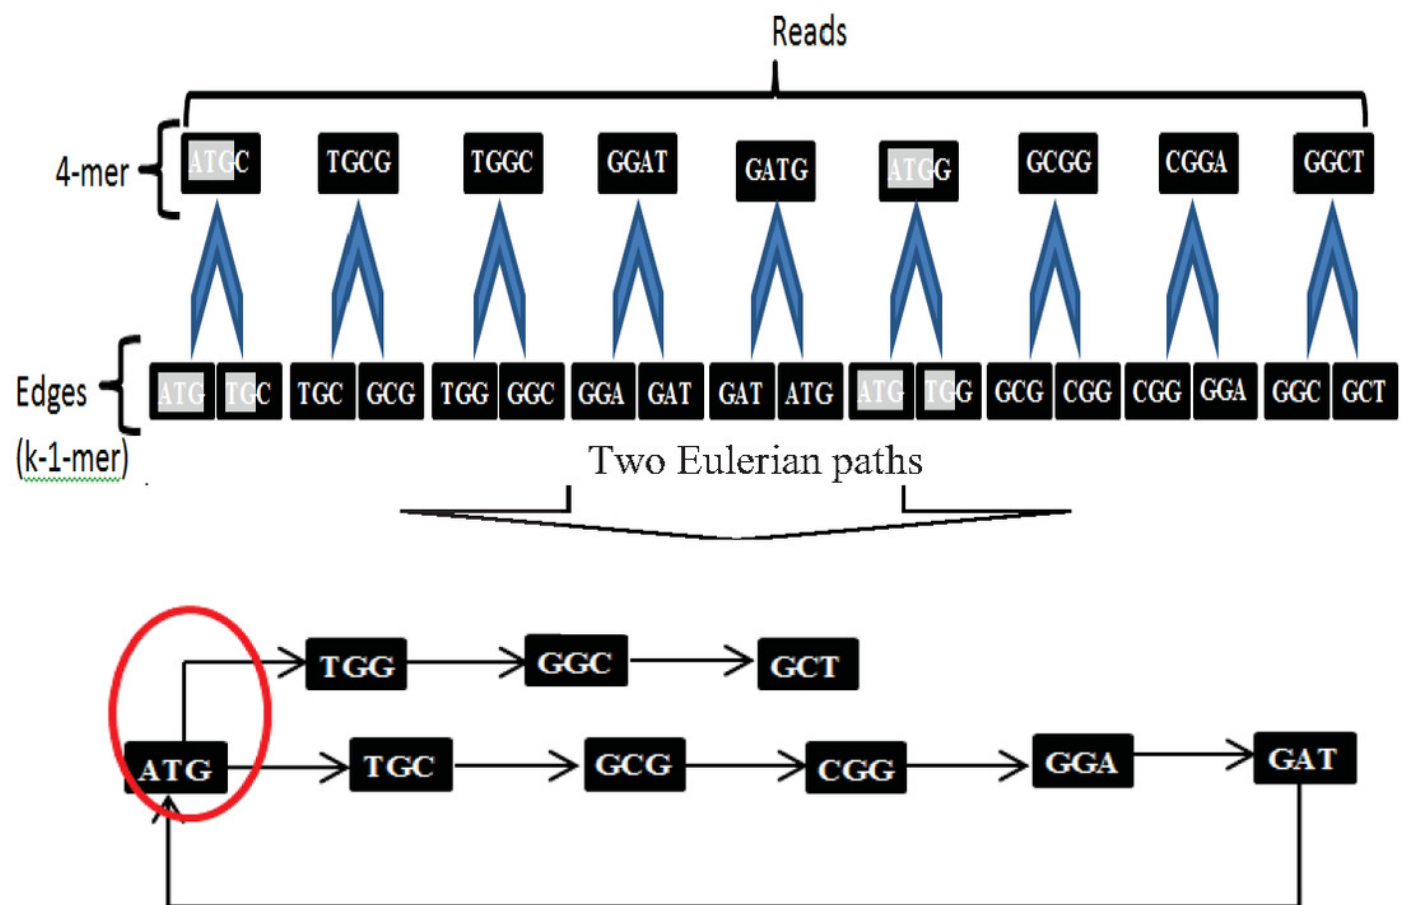 Reads
4-mer
ATGC TGCG TGGC GGAT GATG ATGG GCGG CGGA GGCT
Edges
(k-1-mer)
ATG TGC TGC GCG TGG GGC GGA GAT GAT ATG ATG TGG GCG CGG CGG GGA GGC GCT
Two Eulerian paths
TGG GGC GCT
ATG TGC GCG CGG GGA GAT